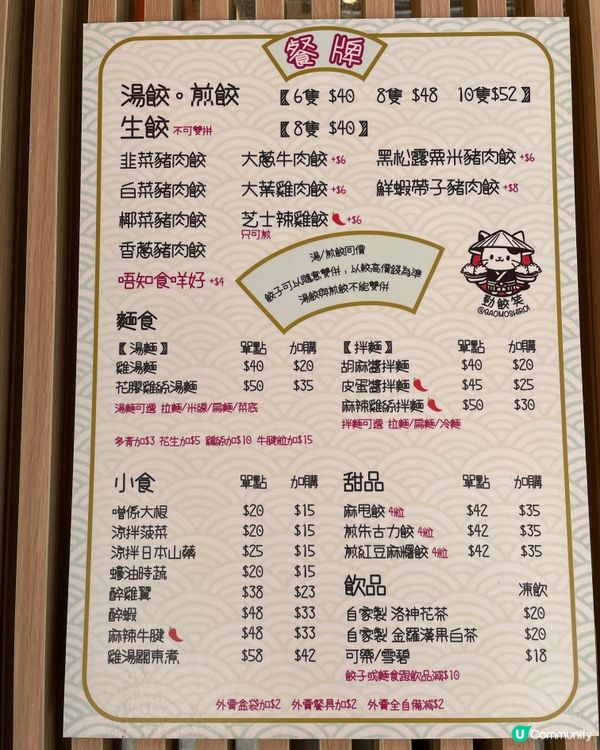 餐牌
湯餃。煎餃 【6隻 $40 8隻 $48 10隻$52】
生餃 不可雙拼 【8隻 $40】
韭菜豬肉餃 大蔥牛肉餃 +$6 黑松露粟米豬肉餃 +$6
白菜豬肉餃 大葉雞肉餃 +$6 鮮蝦帶子豬肉餃 +$8
椰菜豬肉餃 芝士辣雞餃 +$6
只可煎
香蔥豬肉餃
唔知食咩好 +$4
湯/煎餃同價
餃子可以隨意雙併,以較高價錢為準
湯餃與煎餃不能雙併
勁餃笑
@GAOMOSHIROI
麵食
【湯麵】 單點 加購
雞湯麵 $40 $20
花膠雞絲湯麵 $50 $35
湯麵可選 拉麵/米線/扁麵/菜底
多青加$3 花生加$5 雞絲加$10 牛腱粒加$15
【拌麵】 單點 加購
胡麻醬拌麵 $40 $20
皮蛋醬拌麵 $45 $25
麻辣雞絲拌麵 $50 $30
拌麵可選 拉麵/扁麵/冷麵
小食 單點 加購
噌係大根 $20 $15
涼拌菠菜 $20 $15
涼拌日本山藥 $25 $15
蠔油時蔬 $20 $15
醉雞翼 $38 $23
醉蝦 $48 $33
麻辣牛腱 $48 $33
雞湯關東煮 $58 $42
甜品 單點 加購
麻甩餃 4粒 $42 $35
煎朱古力餃 4粒 $42 $35
煎紅豆麻糬餃 4粒 $42 $35
飲品 凍飲
自家製 洛神花茶 $20
自家製 金羅漢果白茶 $20
可樂/雪碧 $18
餃子或麵食跟飲品減$10
外賣盒袋加$2 外賣餐具加$2 外賣全自備減$2
U Community